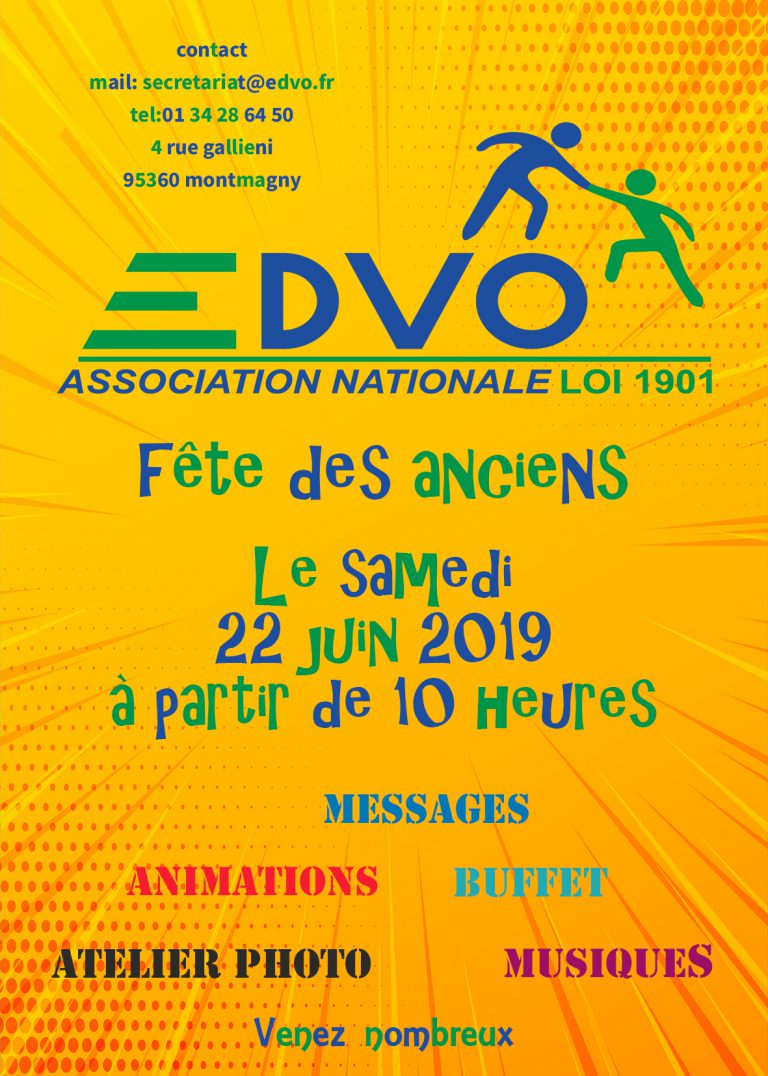 contact
mail: secretariat@edvo.fr
tel:01 34 28 64 50
4 rue gallieni
95360 montmagny
EDVO
ASSOCIATION NATIONALE LOI 1901
Fête des anciens
Le samedi
22 juin 2019
à partir de 10 Heures
MESSAGES
ANIMATIONS BUFFET
ATELIER PHOTO MUSIQUES
Venez nombreux